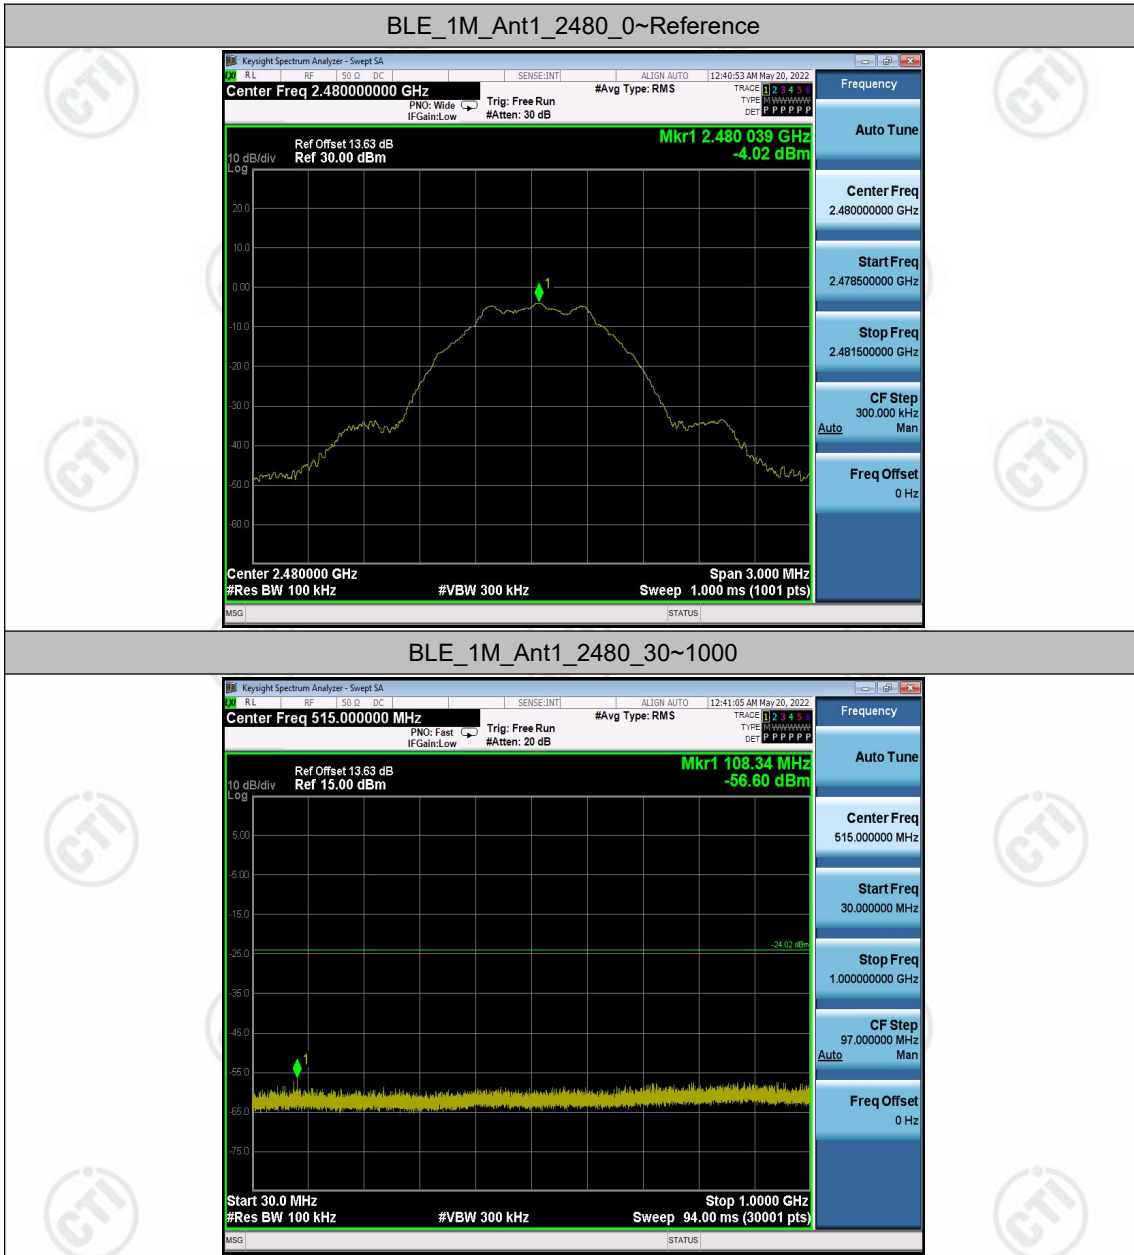 BLE_1M_Ant1_2480_0~Reference
Keysight Spectrum Analyzer - Swept SA
LXI RL RF 50 Ω DC SENSE:INT ALIGN AUTO 12:40:53 AM May 20, 2022
Center Freq 2.480000000 GHz
#Avg Type: RMS
TRACE 1 2 3 4 5 6
PNO: Wide
Trig: Free Run
TYPE M WWWWW
IFGain:Low
#Atten: 30 dB
DET P P P P P P
Ref Offset 13.63 dB
Mkr1 2.480 039 GHz
10 dB/div Ref 30.00 dBm
-4.02 dBm
Log
20.0
10.0
0.00
1
-10.0
-20.0
-30.0
-40.0
-50.0
-60.0
Center 2.480000 GHz
Span 3.000 MHz
#Res BW 100 kHz
#VBW 300 kHz
Sweep 1.000 ms (1001 pts)
MSG
STATUS
Frequency
Auto Tune
Center Freq
2.480000000 GHz
Start Freq
2.478500000 GHz
Stop Freq
2.481500000 GHz
CF Step
300.000 kHz
Auto Man
Freq Offset
0 Hz
BLE_1M_Ant1_2480_30~1000
Keysight Spectrum Analyzer - Swept SA
LXI RL RF 50 Ω DC SENSE:INT ALIGN AUTO 12:41:05 AM May 20, 2022
Center Freq 515.000000 MHz
#Avg Type: RMS
TRACE 1 2 3 4 5 6
PNO: Fast
Trig: Free Run
TYPE M WWWWW
IFGain:Low
#Atten: 20 dB
DET P P P P P P
Ref Offset 13.63 dB
Mkr1 108.34 MHz
10 dB/div Ref 15.00 dBm
-56.60 dBm
Log
5.00
-5.00
-15.0
-24.02 dBm
-25.0
-35.0
-45.0
1
-55.0
-65.0
-75.0
Start 30.0 MHz
Stop 1.0000 GHz
#Res BW 100 kHz
#VBW 300 kHz
Sweep 94.00 ms (30001 pts)
MSG
STATUS
Frequency
Auto Tune
Center Freq
515.000000 MHz
Start Freq
30.000000 MHz
Stop Freq
1.000000000 GHz
CF Step
97.000000 MHz
Auto Man
Freq Offset
0 Hz
CTI
CTI
CTI
CTI
CTI
CTI
CTI
CTI